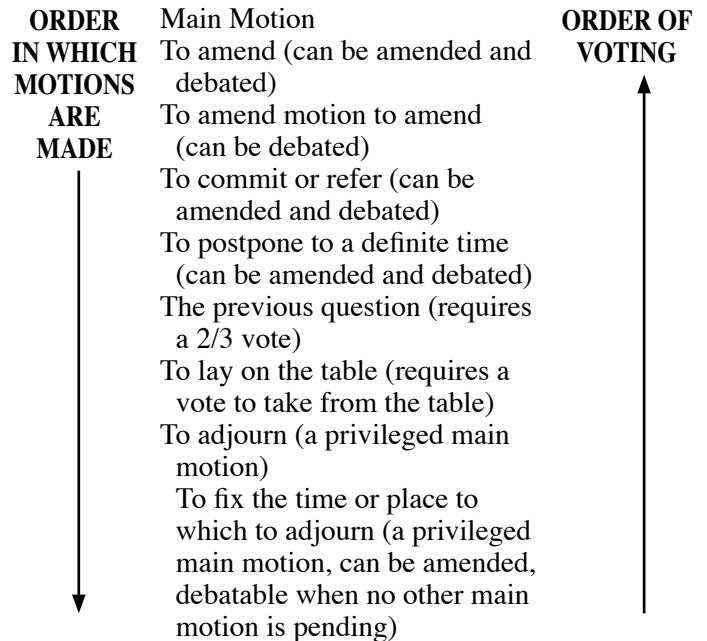 ORDER
IN WHICH
MOTIONS
ARE
MADE
Main Motion
To amend (can be amended and
debated)
To amend motion to amend
(can be debated)
To commit or refer (can be
amended and debated)
To postpone to a definite time
(can be amended and debated)
The previous question (requires
a 2/3 vote)
To lay on the table (requires a
vote to take from the table)
To adjourn (a privileged main
motion)
To fix the time or place to
which to adjourn (a privileged
main motion, can be amended,
debatable when no other main
motion is pending)
ORDER OF
VOTING